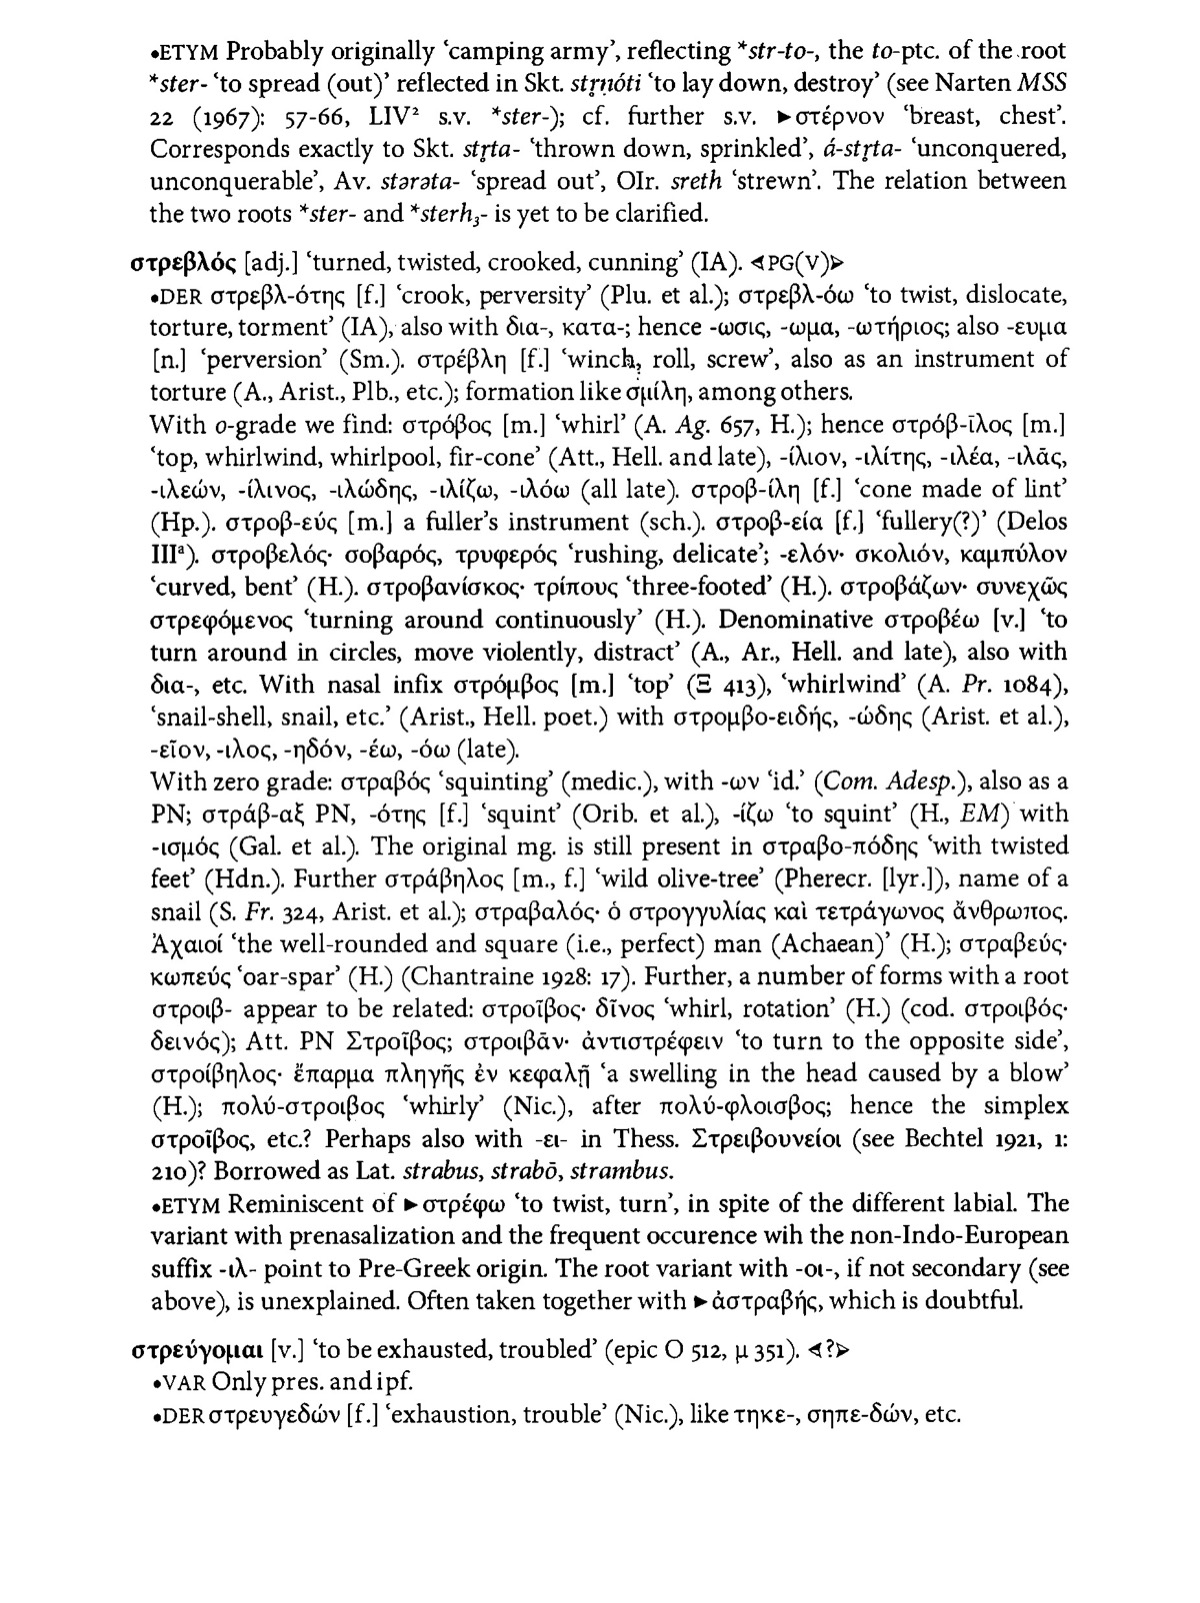 •ETYM Probably originally ‘camping army’, reflecting *str-to-, the to-ptc. of the root
*ster- ‘to spread (out)’ reflected in Skt. str̥ṇóti ‘to lay down, destroy’ (see Narten MSS
22 (1967): 57-66, LIV² s.v. *ster-); cf. further s.v. ►στέρνον ‘breast, chest’.
Corresponds exactly to Skt. str̥ta- ‘thrown down, sprinkled’, á-str̥ta- ‘unconquered,
unconquerable’, Av. stərəta- ‘spread out’, OIr. sreth ‘strewn’. The relation between
the two roots *ster- and *sterh₃- is yet to be clarified.
στρεβλός [adj.] ‘turned, twisted, crooked, cunning’ (IA). ⊲PG(V)⊳
•DER στρεβλ-ότης [f.] ‘crook, perversity’ (Plu. et al.); στρεβλ-όω ‘to twist, dislocate,
torture, torment’ (IA), also with δια-, κατα-; hence -ωσις, -ωμα, -ωτήριος; also -ευμα
[n.] ‘perversion’ (Sm.). στρέβλη [f.] ‘winch, roll, screw’, also as an instrument of
torture (A., Arist., Plb., etc.); formation like σμίλη, among others.
With o-grade we find: στρόβος [m.] ‘whirl’ (A. Ag. 657, H.); hence στρόβ-ῑλος [m.]
‘top, whirlwind, whirlpool, fir-cone’ (Att., Hell. and late), -ίλιον, -ιλίτης, -ιλέα, -ιλᾶς,
-ιλεών, -ίλινος, -ιλώδης, -ιλίζω, -ιλόω (all late). στροβ-ίλη [f.] ‘cone made of lint’
(Hp.). στροβ-εύς [m.] a fuller’s instrument (sch.). στροβ-εία [f.] ‘fullery(?)’ (Delos
IIIᵃ). στροβελός· σοβαρός, τρυφερός ‘rushing, delicate’; -ελόν· σκολιόν, καμπύλον
‘curved, bent’ (H.). στροβανίσκος· τρίπους ‘three-footed’ (H.). στροβάζων· συνεχῶς
στρεφόμενος ‘turning around continuously’ (H.). Denominative στροβέω [v.] ‘to
turn around in circles, move violently, distract’ (A., Ar., Hell. and late), also with
δια-, etc. With nasal infix στρόμβος [m.] ‘top’ (Ξ 413), ‘whirlwind’ (A. Pr. 1084),
‘snail-shell, snail, etc.’ (Arist., Hell. poet.) with στρομβο-ειδής, -ώδης (Arist. et al.),
-εῖον, -ιλος, -ηδόν, -έω, -όω (late).
With zero grade: στραβός ‘squinting’ (medic.), with -ων ‘id.’ (Com. Adesp.), also as a
PN; στράβ-αξ PN, -ότης [f.] ‘squint’ (Orib. et al.), -ίζω ‘to squint’ (H., EM) with
-ισμός (Gal. et al.). The original mg. is still present in στραβο-πόδης ‘with twisted
feet’ (Hdn.). Further στράβηλος [m., f.] ‘wild olive-tree’ (Pherecr. [lyr.]), name of a
snail (S. Fr. 324, Arist. et al.); στραβαλός· ὁ στρογγυλίας καὶ τετράγωνος ἄνθρωπος.
Ἀχαιοί ‘the well-rounded and square (i.e., perfect) man (Achaean)’ (H.); στραβεύς·
κωπεύς ‘oar-spar’ (H.) (Chantraine 1928: 17). Further, a number of forms with a root
στροιβ- appear to be related: στροῖβος· δῖνος ‘whirl, rotation’ (H.) (cod. στροιβός·
δεινός); Att. PN Στροῖβος; στροιβᾶν· ἀντιστρέφειν ‘to turn to the opposite side’,
στροίβηλος· ἔπαρμα πληγῆς ἐν κεφαλῇ ‘a swelling in the head caused by a blow’
(H.); πολύ-στροιβος ‘whirly’ (Nic.), after πολύ-φλοισβος; hence the simplex
στροῖβος, etc.? Perhaps also with -ει- in Thess. Στρειβουνείοι (see Bechtel 1921, 1:
210)? Borrowed as Lat. strabus, strabō, strambus.
•ETYM Reminiscent of ►στρέφω ‘to twist, turn’, in spite of the different labial. The
variant with prenasalization and the frequent occurence wih the non-Indo-European
suffix -ιλ- point to Pre-Greek origin. The root variant with -οι-, if not secondary (see
above), is unexplained. Often taken together with ►ἀστραβής, which is doubtful.
στρεύγομαι [v.] ‘to be exhausted, troubled’ (epic Ο 512, μ 351). ⊲?⊳
•VAR Only pres. and ipf.
•DER στρευγεδών [f.] ‘exhaustion, trouble’ (Nic.), like τηκε-, σηπε-δών, etc.